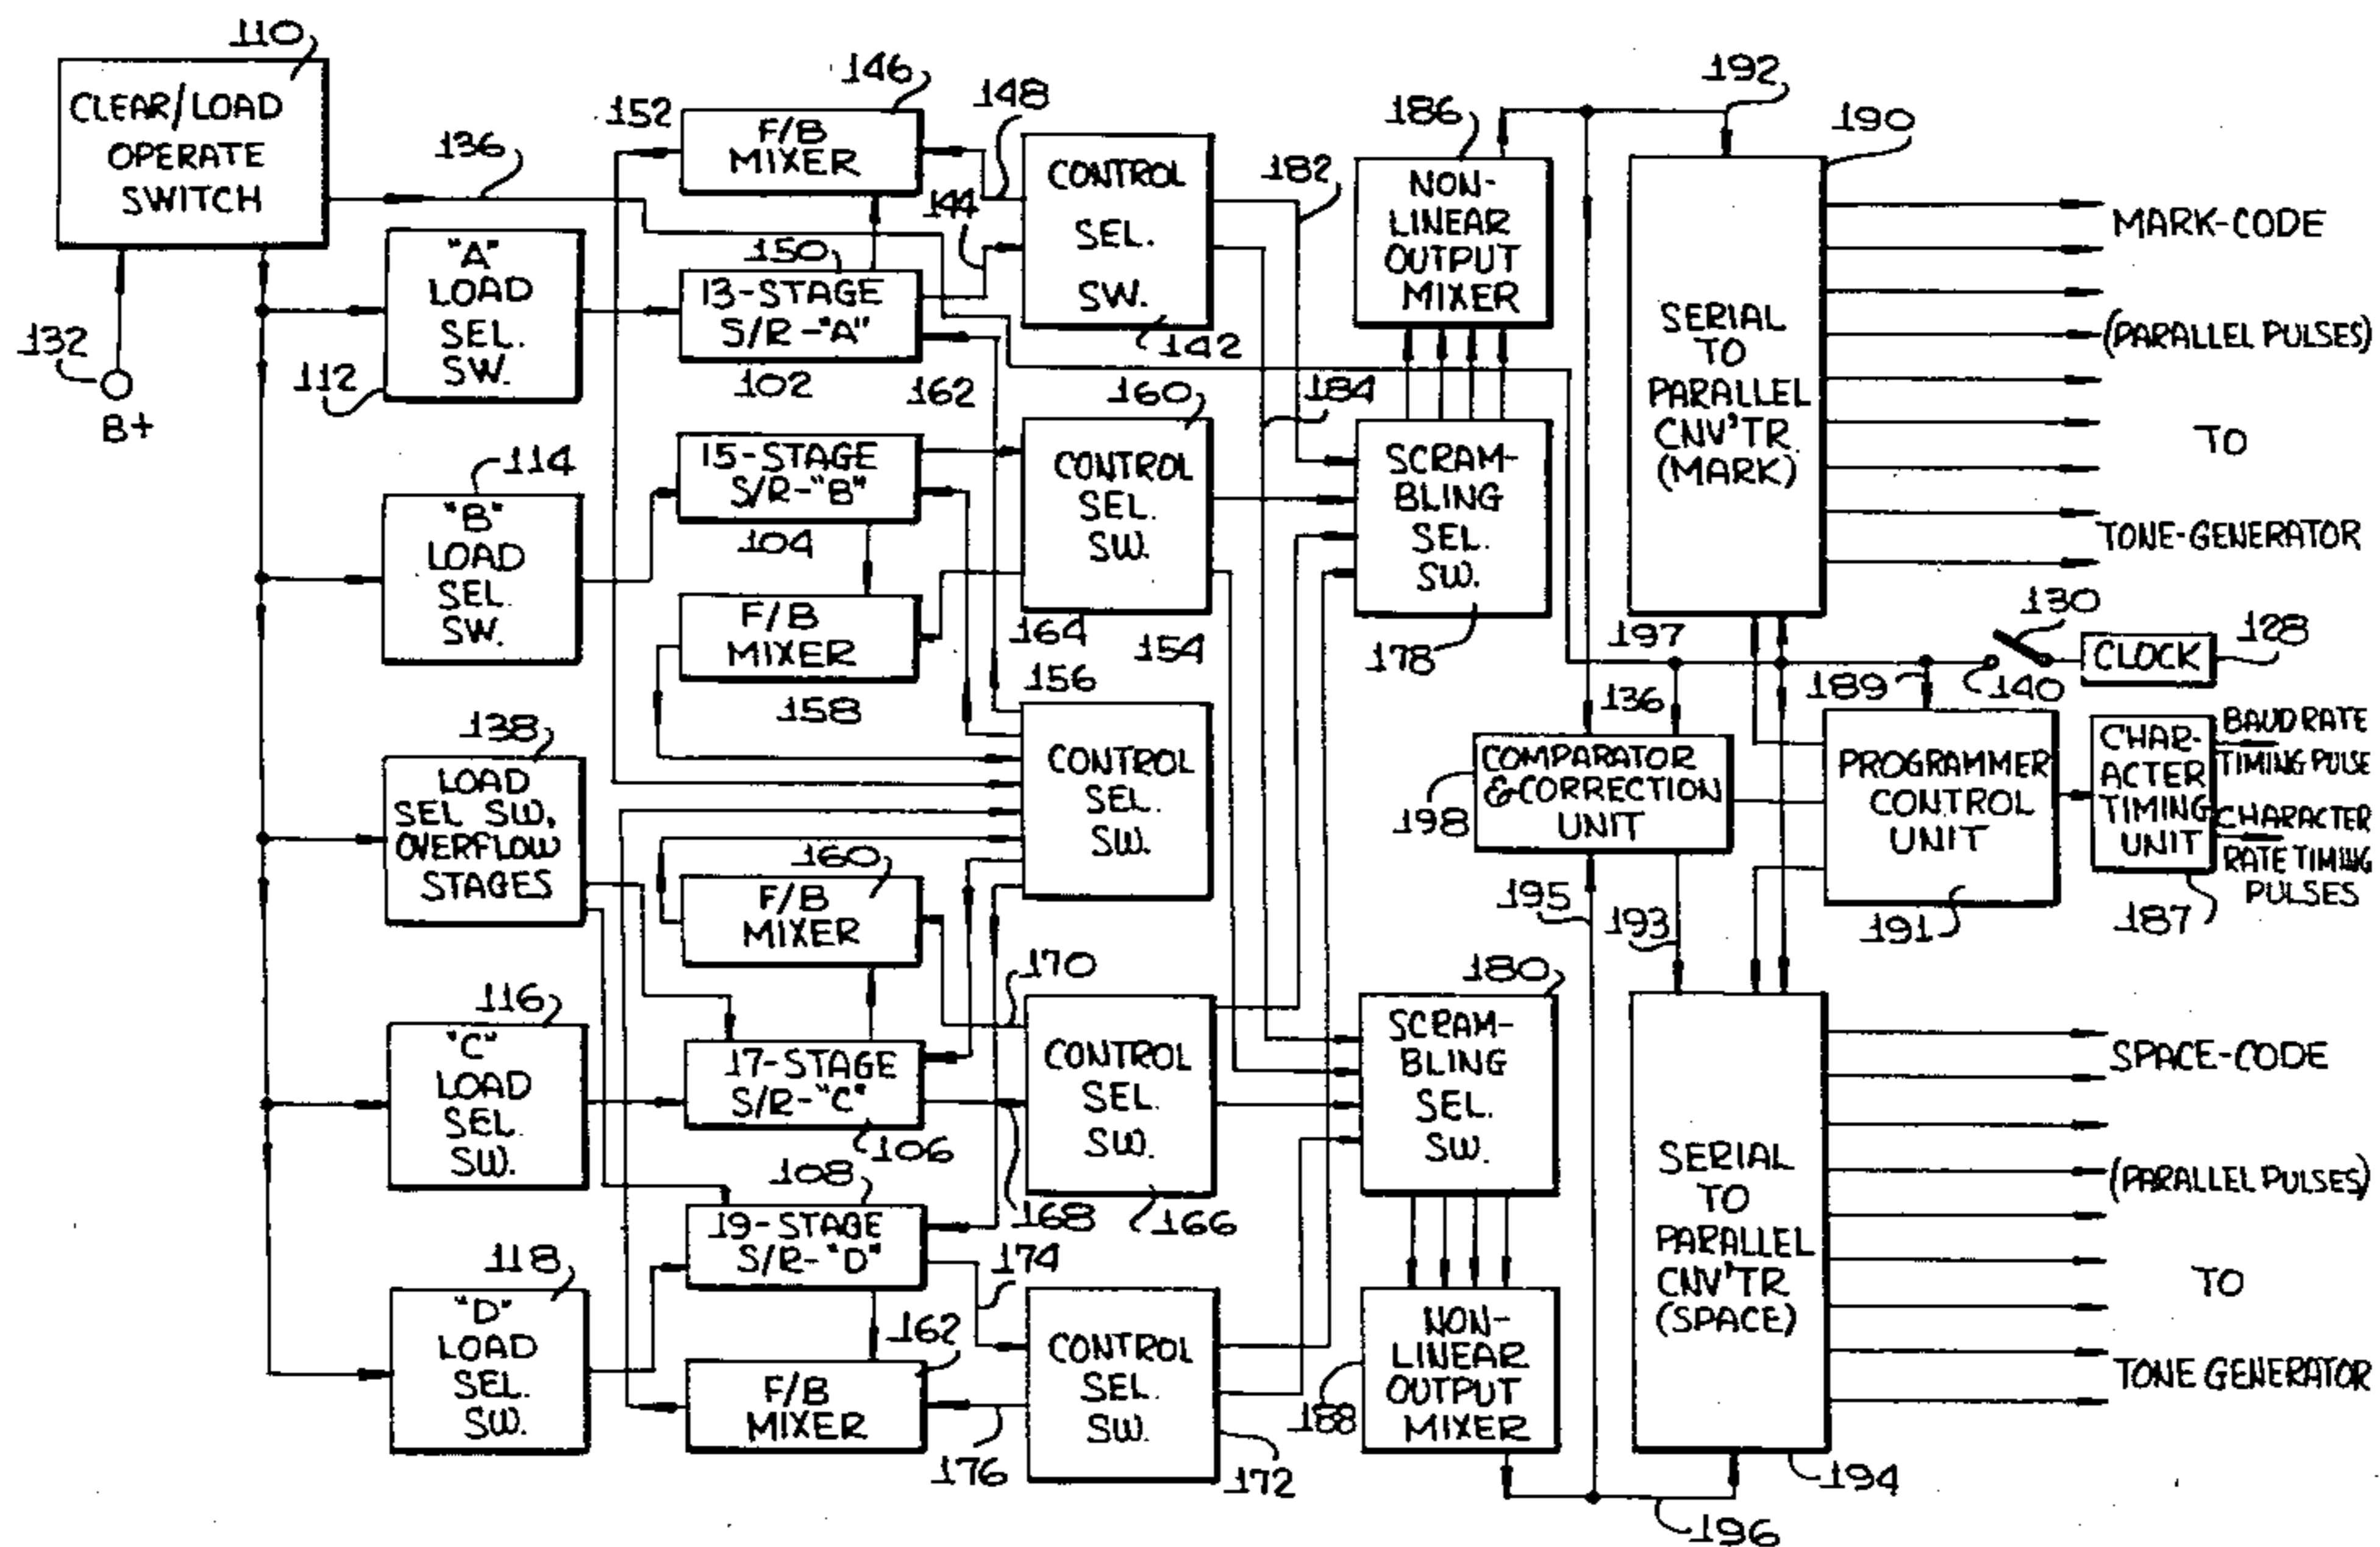 110
CLEAR/LOAD
OPERATE
SWITCH
132
B+
136
"A"
LOAD
SEL.
SW.
112
"B"
LOAD
SEL.
SW.
114
138
LOAD
SEL SW,
OVERFLOW
STAGES
116
"C"
LOAD
SEL.
SW.
118
"D"
LOAD
SEL.
SW.
152
146
F/B
MIXER
148
144
150
13-STAGE
S/R-"A"
102
162
15-STAGE
S/R-"B"
104
F/B
MIXER
158
160
F/B
MIXER
170
17-STAGE
S/R-"C"
106
168
108
19-STAGE
S/R-"D"
174
162
F/B
MIXER
176
CONTROL
SEL.
SW.
142
160
CONTROL
SEL.
SW.
164
154
156
CONTROL
SEL.
SW.
CONTROL
SEL.
SW.
166
CONTROL
SEL.
SW.
172
182
184
186
NON-
LINEAR
OUTPUT
MIXER
SCRAM-
BLING
SEL.
SW.
178
180
SCRAM-
BLING
SEL.
SW.
NON-
LINEAR
OUTPUT
MIXER
188
192
190
SERIAL
TO
PARALLEL
CNV'TR
(MARK)
MARK-CODE
(PARALLEL PULSES)
TO
TONE-GENERATOR
197
130
128
CLOCK
140
189
136
COMPARATOR
&CORRECTION
UNIT
198
195
193
PROGRAMMER
CONTROL
UNIT
191
CHAR-
ACTER
TIMING
UNIT
187
BAUD RATE
TIMING PULSE
CHARACTER
RATE TIMING
PULSES
SERIAL
TO
PARALLEL
CNV'TR
(SPACE)
194
196
SPACE-CODE
(PARALLEL PULSES)
TO
TONE GENERATOR